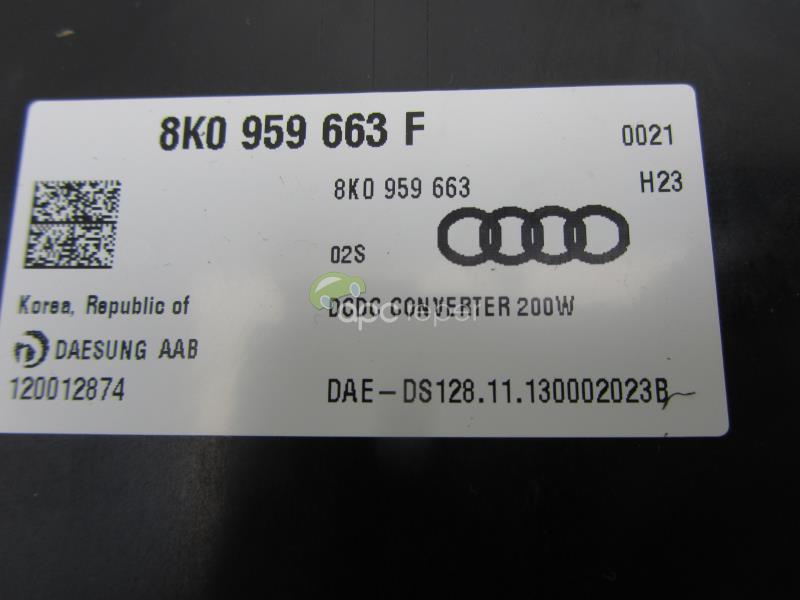 8K0 959 663 F
0021
8K0 959 663
H23
02S
Korea, Republic of
DCDC CONVERTER 200W
DAESUNG AAB
120012874
DAE-DS128.11.130002023B